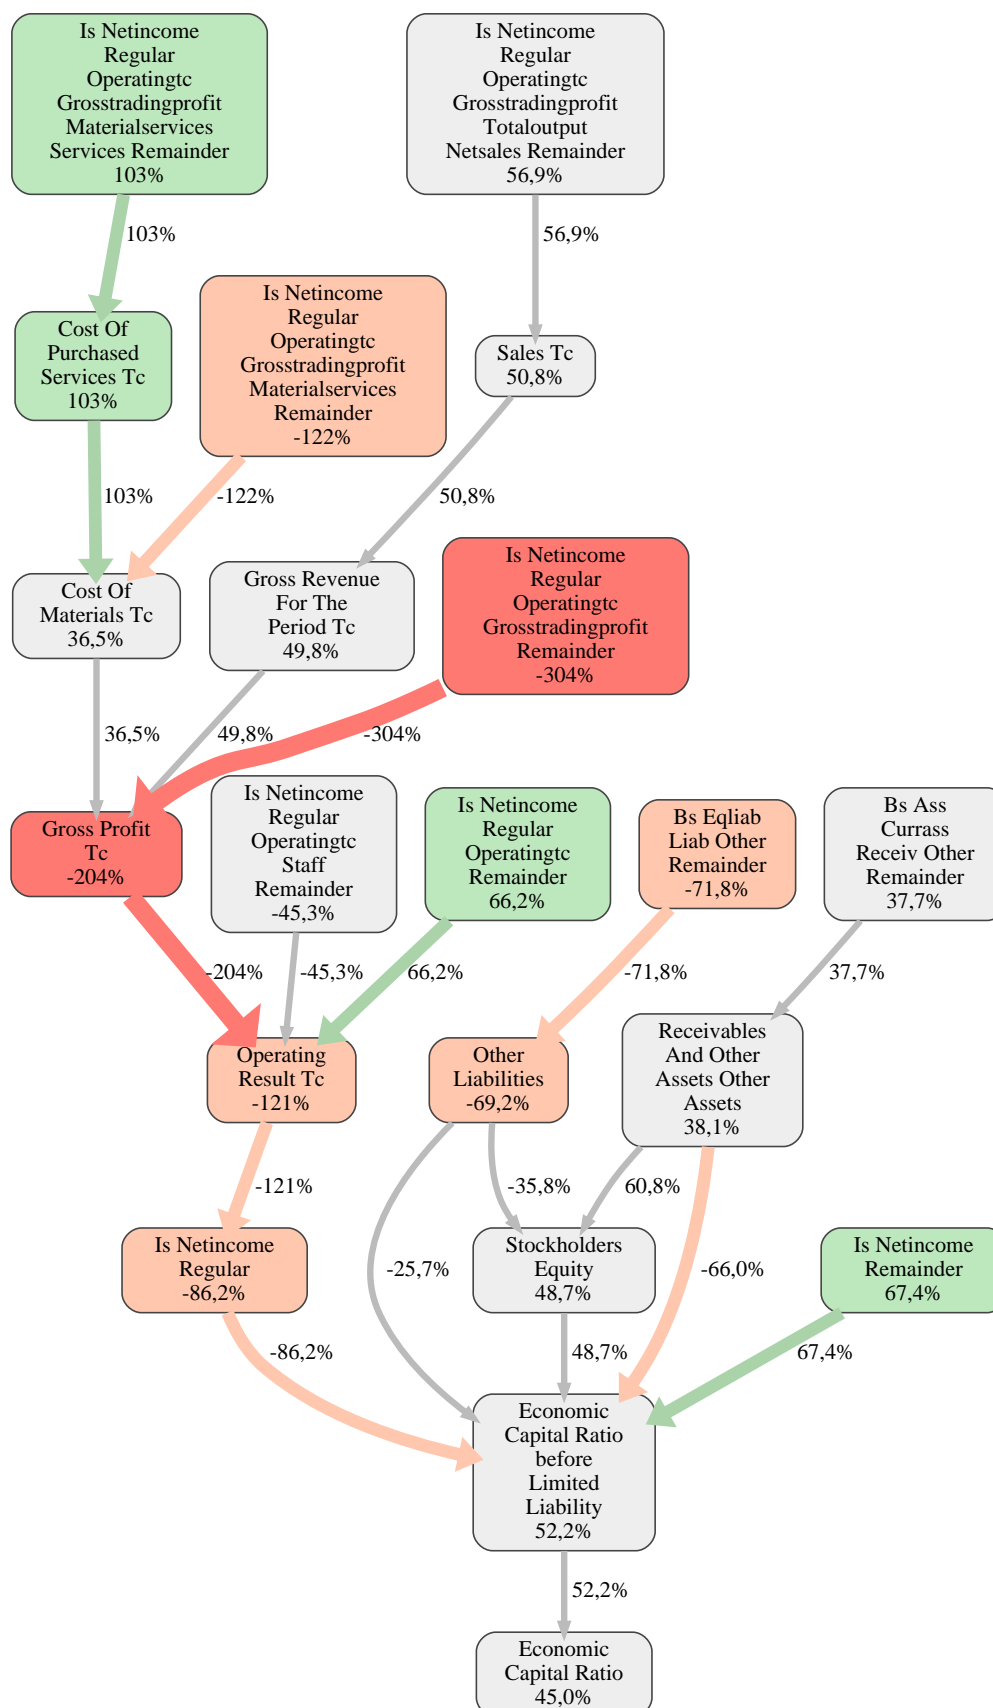 Is Netincome
Regular
Operatingtc
Grosstradingprofit
Materialservices
Services Remainder
103%
Is Netincome
Regular
Operatingtc
Grosstradingprofit
Totaloutput
Netsales Remainder
56,9%
103%
56,9%
Is Netincome
Regular
Operatingtc
Grosstradingprofit
Materialservices
Remainder
-122%
Cost Of
Purchased
Services Tc
103%
Sales Tc
50,8%
103%
-122%
50,8%
Cost Of
Materials Tc
36,5%
Gross Revenue
For The
Period Tc
49,8%
Is Netincome
Regular
Operatingtc
Grosstradingprofit
Remainder
-304%
36,5%
49,8%
-304%
Gross Profit
Tc
-204%
Is Netincome
Regular
Operatingtc
Staff
Remainder
-45,3%
Is Netincome
Regular
Operatingtc
Remainder
66,2%
Bs Eqliab
Liab Other
Remainder
-71,8%
Bs Ass
Currass
Receiv Other
Remainder
37,7%
-204%
-45,3%
66,2%
-71,8%
37,7%
Operating
Result Tc
-121%
Other
Liabilities
-69,2%
Receivables
And Other
Assets Other
Assets
38,1%
-121%
-35,8%
60,8%
Is Netincome
Regular
-86,2%
-25,7%
Stockholders
Equity
48,7%
-66,0%
Is Netincome
Remainder
67,4%
-86,2%
48,7%
67,4%
Economic
Capital Ratio
before
Limited
Liability
52,2%
52,2%
Economic
Capital Ratio
45,0%